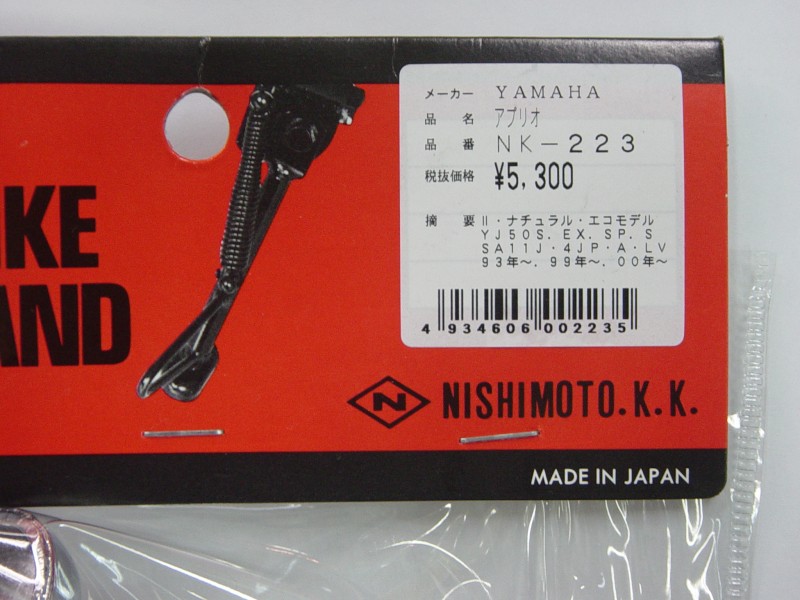 メーカー YAMAHA
品 名 アプリオ
品 番 NK-223
税抜価格 ¥5,300
摘 要 II・ナチュラル・エコモデル
YJ50S. EX. SP. S
SA11J・4JP・A・LV
93年~. 99年~. 00年~
4 934606 002235
IKE
AND
N NISHIMOTO.K.K.
MADE IN JAPAN